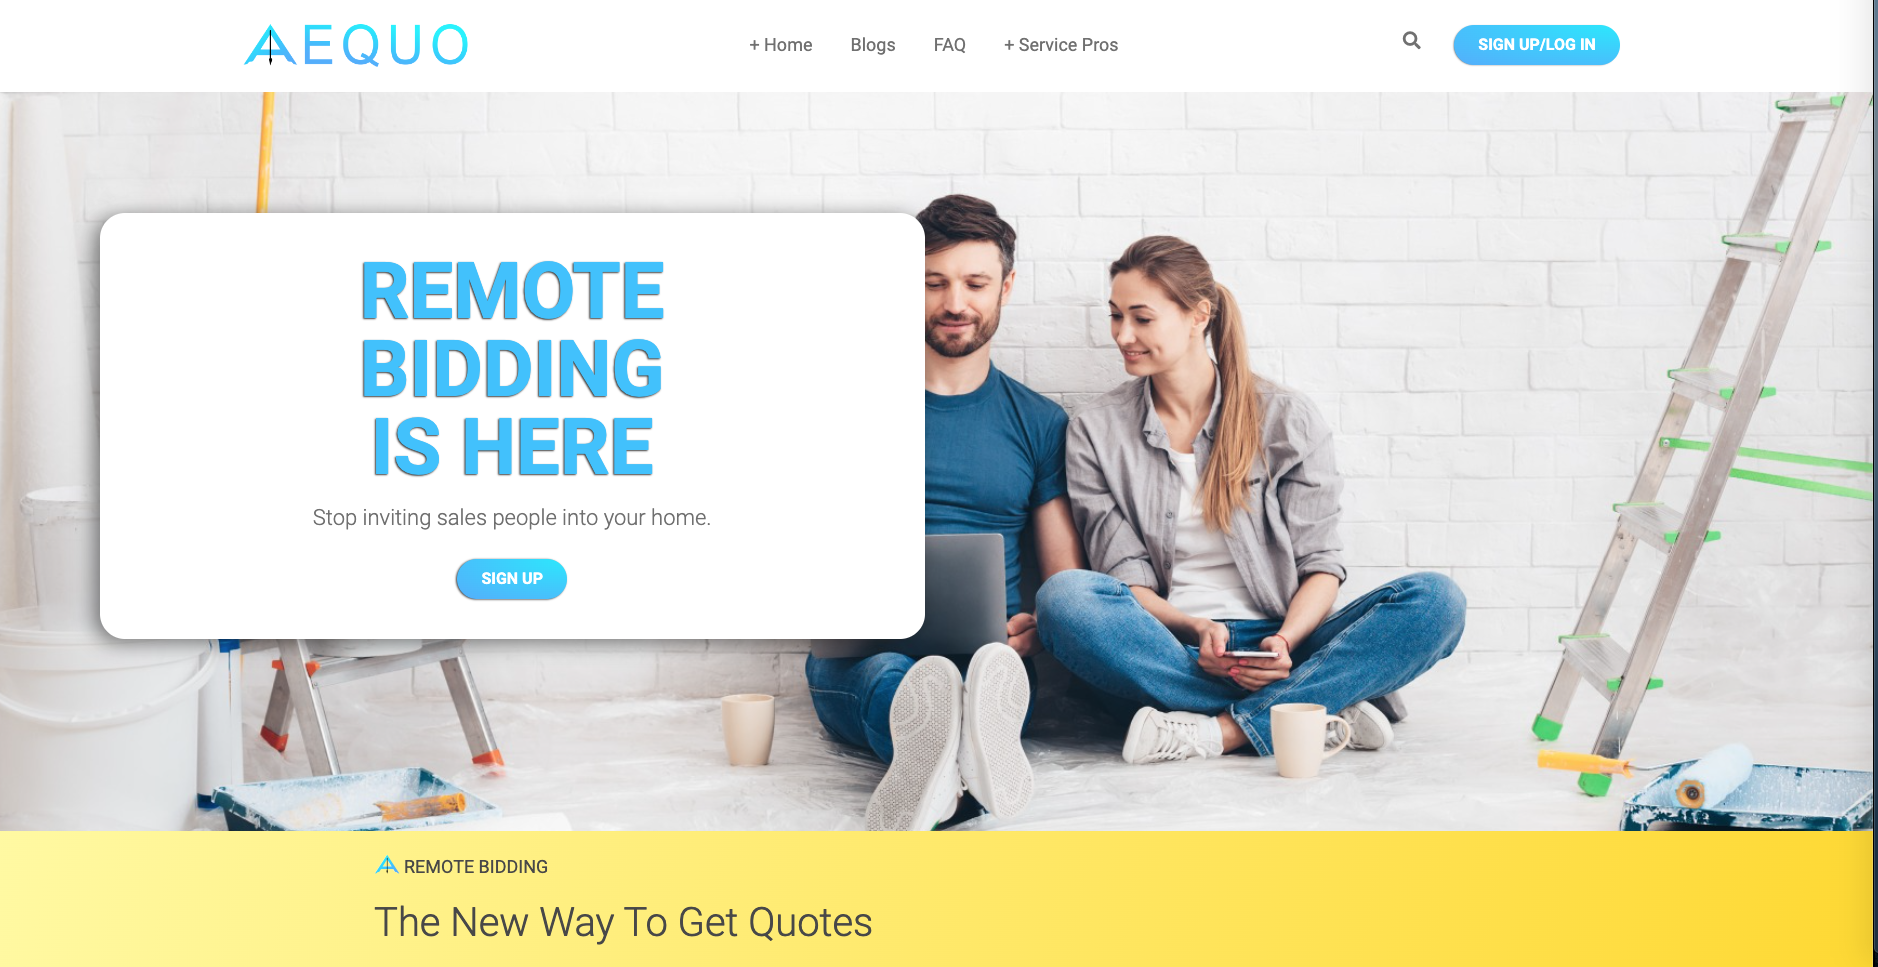 AEQUO
+ Home Blogs FAQ + Service Pros
SIGN UP/LOG IN
REMOTE
BIDDING
IS HERE
Stop inviting sales people into your home.
SIGN UP
REMOTE BIDDING
The New Way To Get Quotes